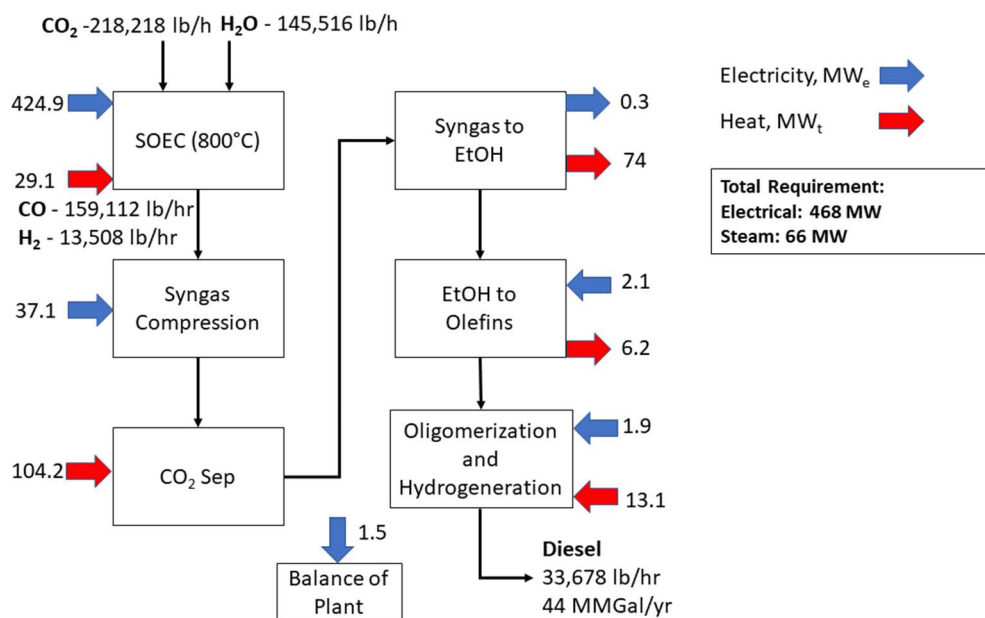 CO₂ -218,218 lb/h
H₂O - 145,516 lb/h
424.9
SOEC (800°C)
29.1
CO - 159,112 lb/hr
H₂ - 13,508 lb/hr
37.1
Syngas
Compression
104.2
CO₂ Sep
1.5
Balance of
Plant
Syngas to
EtOH
0.3
74
EtOH to
Olefins
2.1
6.2
Oligomerization
and
Hydrogeneration
1.9
13.1
Diesel
33,678 lb/hr
44 MMGal/yr
Electricity, MWₑ
Heat, MWₜ
Total Requirement:
Electrical: 468 MW
Steam: 66 MW